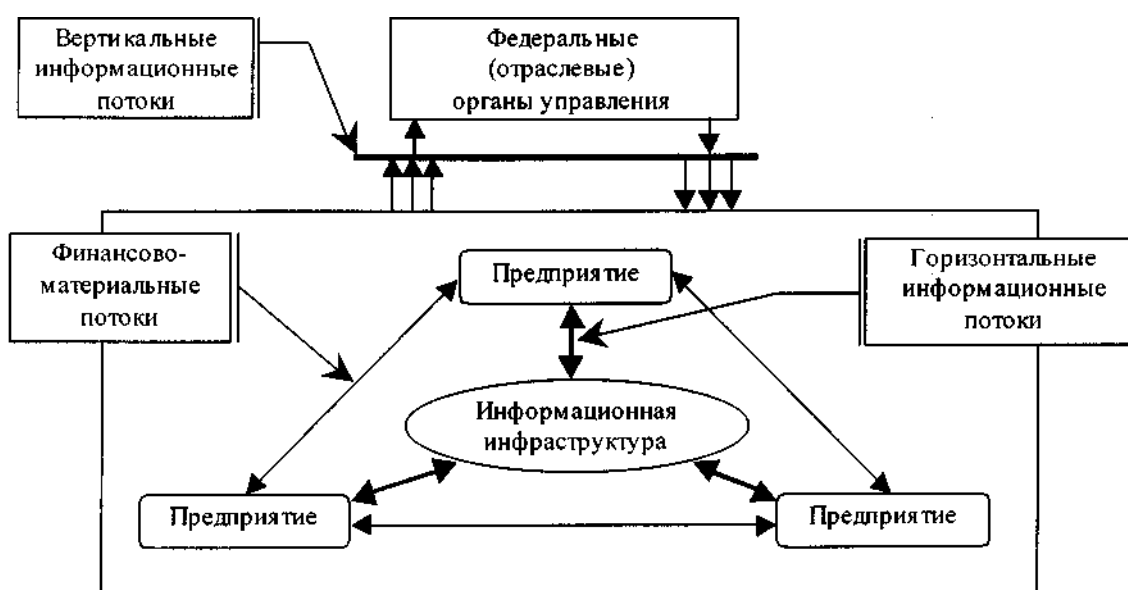 Вертикальные
информационные
потоки
Федеральные
(отраслевые)
органы управления
Финансово-
материальные
потоки
Предприятие
Горизонтальные
информационные
потоки
Информационная
инфраструктура
Предприятие
Предприятие